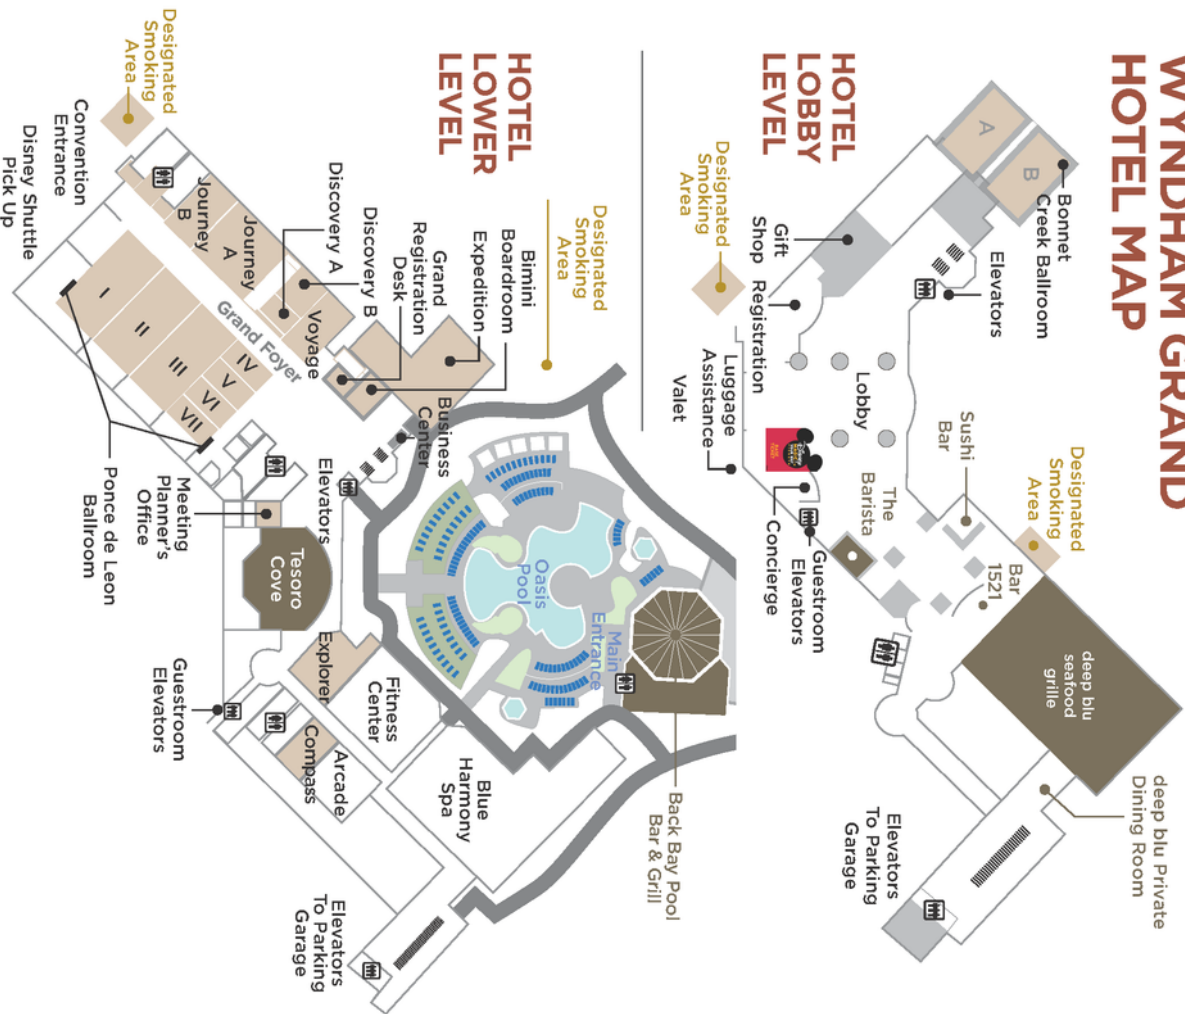 WYNDHAM GRAND
HOTEL MAP
HOTEL
LOBBY
LEVEL
A
B
Bonnet
Creek Ballroom
Elevators
Gift
Shop
Designated
Smoking
Area
Registration
Lobby
Luggage
Assistance
Valet
Sushi
Bar
The
Barista
Designated
Smoking
Area
Bar
1521
Concierge
Guestroom
Elevators
deep blu
seafood
grille
deep blu Private
Dining Room
Elevators
To Parking
Garage
HOTEL
LOWER
LEVEL
Designated
Smoking
Area
Designated
Smoking
Area
Convention
Entrance
Disney Shuttle
Pick Up
Journey
B
Journey
A
Discovery A
Discovery B
Voyage
Grand
Registration
Desk
Expedition
Bimini
Boardroom
Business
Center
Grand Foyer
I
II
III
IV
V
VI
VII
Ponce de Leon
Ballroom
Elevators
Meeting
Planner's
Office
Tesoro
Cove
Oasis
Pool
Main
Entrance
Back Bay Pool
Bar & Grill
Explorer
Fitness
Center
Guestroom
Elevators
Compass
Arcade
Blue
Harmony
Spa
Elevators
To Parking
Garage